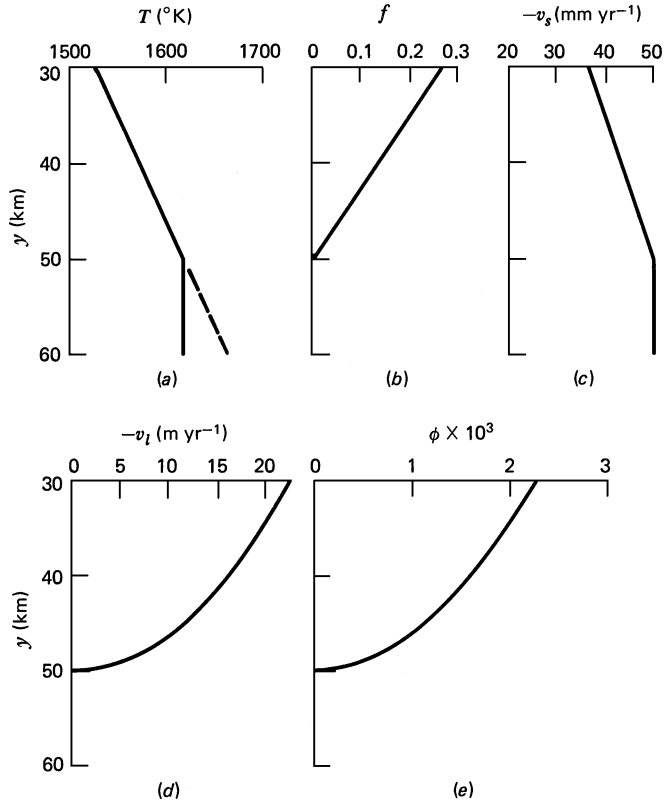 T (°K)
1500 1600 1700
f
0 0.1 0.2 0.3
−vs (mm yr−1)
20 30 40 50
30
40
50
60
y (km)
(a)
(b)
(c)
−vl (m yr−1)
0 5 10 15 20
ϕ X 10³
0 1 2 3
30
40
50
60
y (km)
(d)
(e)